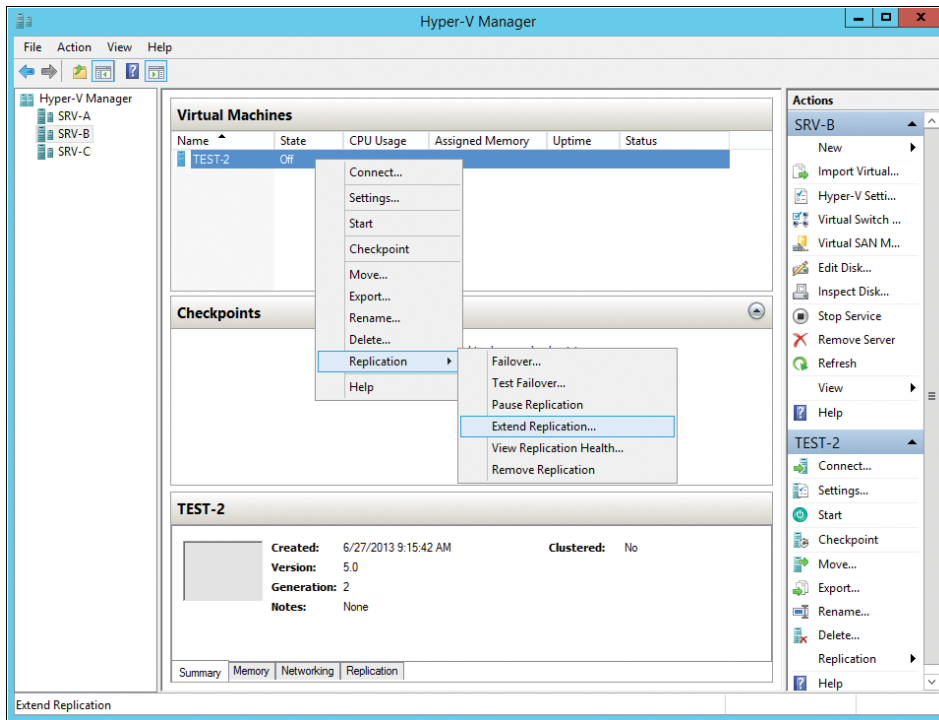 Hyper-V Manager
File Action View Help
Hyper-V Manager
SRV-A
SRV-B
SRV-C
Virtual Machines
Name State CPU Usage Assigned Memory Uptime Status
TEST-2 Off
Connect...
Settings...
Start
Checkpoint
Move...
Export...
Rename...
Delete...
Replication
Help
Failover...
Test Failover...
Pause Replication
Extend Replication...
View Replication Health...
Remove Replication
Checkpoints
TEST-2
Created: 6/27/2013 9:15:42 AM Clustered: No
Version: 5.0
Generation: 2
Notes: None
Summary Memory Networking Replication
Actions
SRV-B
New
Import Virtual...
Hyper-V Setti...
Virtual Switch ...
Virtual SAN M...
Edit Disk...
Inspect Disk...
Stop Service
Remove Server
Refresh
View
Help
TEST-2
Connect...
Settings...
Start
Checkpoint
Move...
Export...
Rename...
Delete...
Replication
Help
Extend Replication